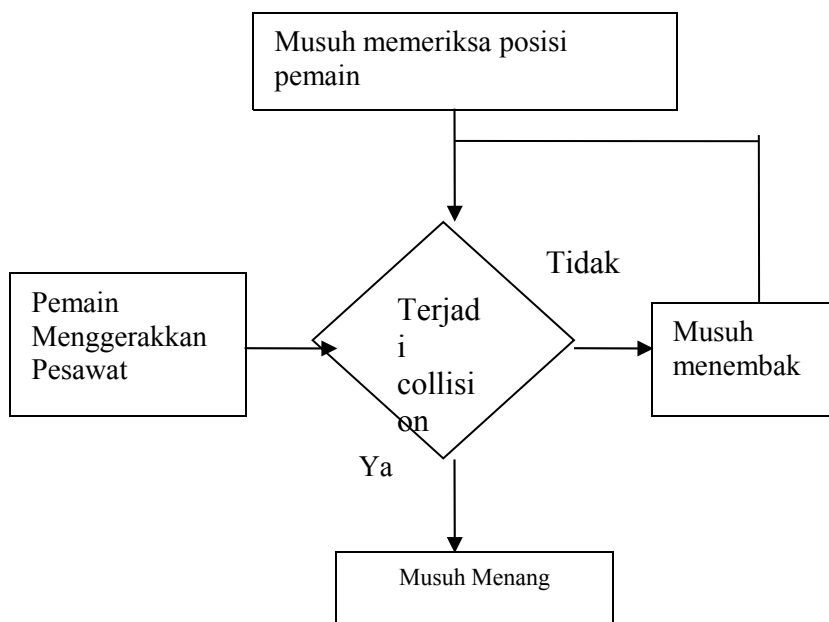 Musuh memeriksa posisi
pemain
Tidak
Pemain
Menggerakkan
Pesawat
Terjad
i
collisi
on
Musuh
menembak
Ya
Musuh Menang